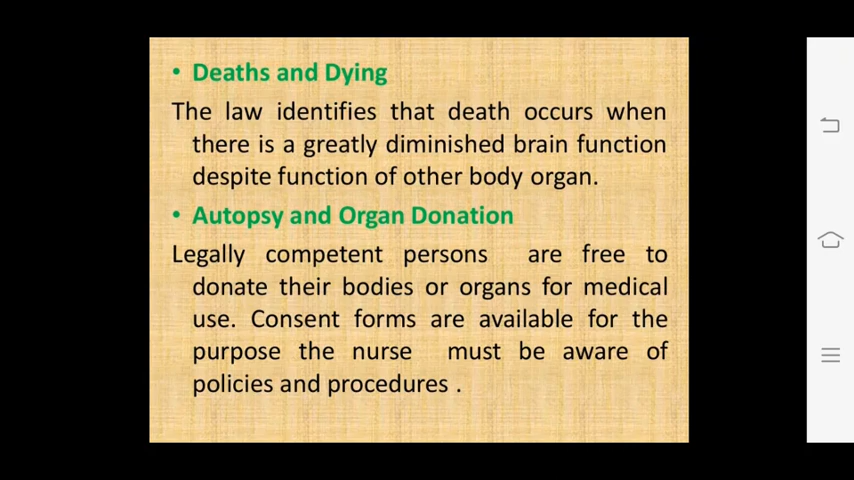 • Deaths and Dying
The law identifies that death occurs when
there is a greatly diminished brain function
despite function of other body organ.
• Autopsy and Organ Donation
Legally competent persons are free to
donate their bodies or organs for medical
use. Consent forms are available for the
purpose the nurse must be aware of
policies and procedures .